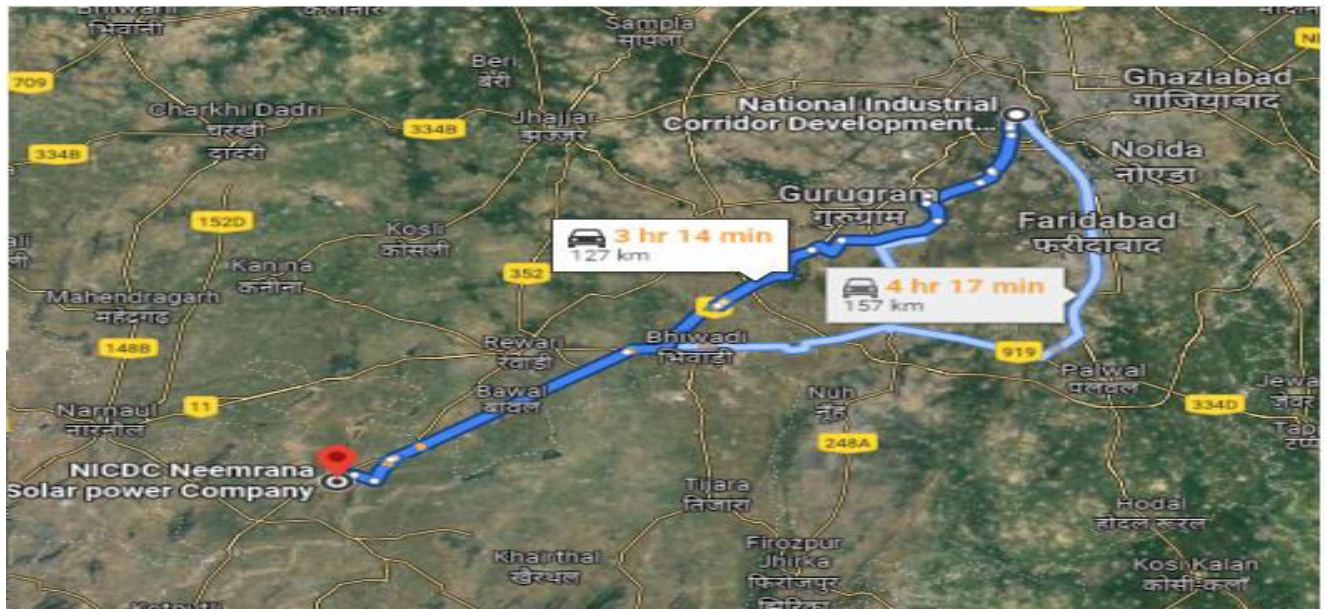 भिवानी
Sampla
सांपला
Beri
बेरी
709
Ghaziabad
गाजियाबाद
Charkhi Dadri
चरखी
दादरी
334B
Jhajjar
झज्जर
National Industrial
Corridor Development...
334B
Noida
नोएडा
Gurugram
गुरुग्राम
152D
Kosli
कोसली
Faridabad
फरीदाबाद
3 hr 14 min
127 km
Kanina
कनीना
352
4 hr 17 min
157 km
Mahendragarh
महेंद्रगढ़
148B
Rewari
रेवाड़ी
Bhiwadi
भिवाड़ी
919
Palwal
पलवल
Bawal
बावल
Nuh
नूँह
Narnaul
नारनौल
11
334D
248A
NICDC Neemrana
Solar power Company
Tijara
तिजारा
Hodal
होदल रूरल
Khairthal
खैरथल
Firozpur
Jhirka
फिरोजपुर
झिरका
Kosi Kalan
कोसी-कलाँ